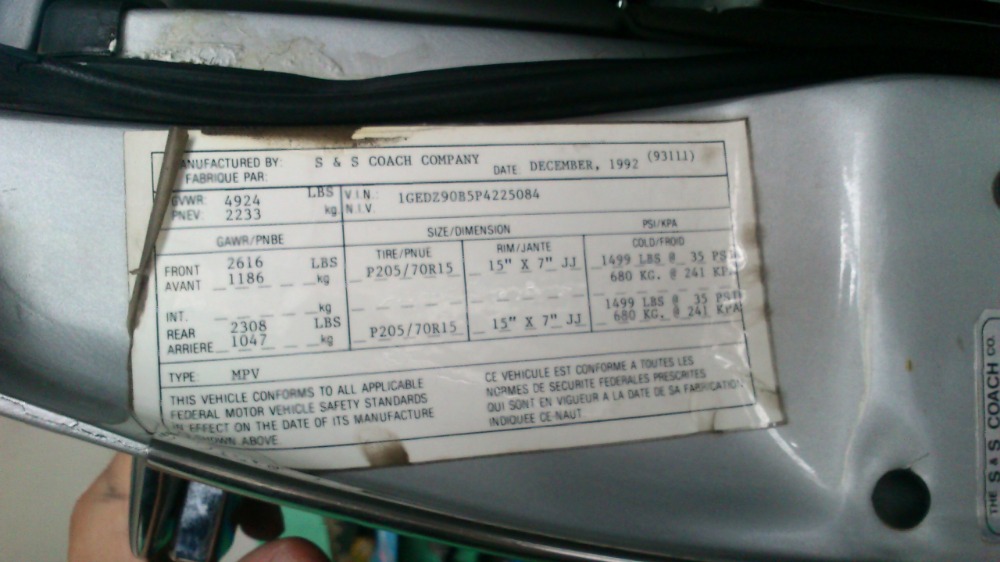 MANUFACTURED BY: S & S COACH COMPANY DATE DECEMBER, 1992 (93111)
FABRIQUE PAR:
GVWR: 4924 LBS V.I.N. 1GEDZ90B5P4225084
PNEV: 2233 kg N.I.V.
GAWR/PNBE SIZE/DIMENSION PSI/KPA
TIRE/PNUE RIM/JANTE COLD/FROID
FRONT 2616 LBS P205/70R15 15" X 7" JJ 1499 LBS @ 35 PSI
AVANT 1186 kg 680 KG. @ 241 KPA
INT. kg 1499 LBS @ 35 PSI
REAR 2308 LBS P205/70R15 15" X 7" JJ 680 KG. @ 241 KPA
ARRIERE 1047 kg
TYPE: MPV
THIS VEHICLE CONFORMS TO ALL APPLICABLE
FEDERAL MOTOR VEHICLE SAFETY STANDARDS
IN EFFECT ON THE DATE OF ITS MANUFACTURE
SHOWN ABOVE.
CE VEHICULE EST CONFORME A TOUTES LES
NORMES DE SECURITE FEDERALES PRESCRITES
QUI SONT EN VIGUEUR A LA DATE DE SA FABRICATION
INDIQUEE CE-NAUT
THE S & S COACH CO.